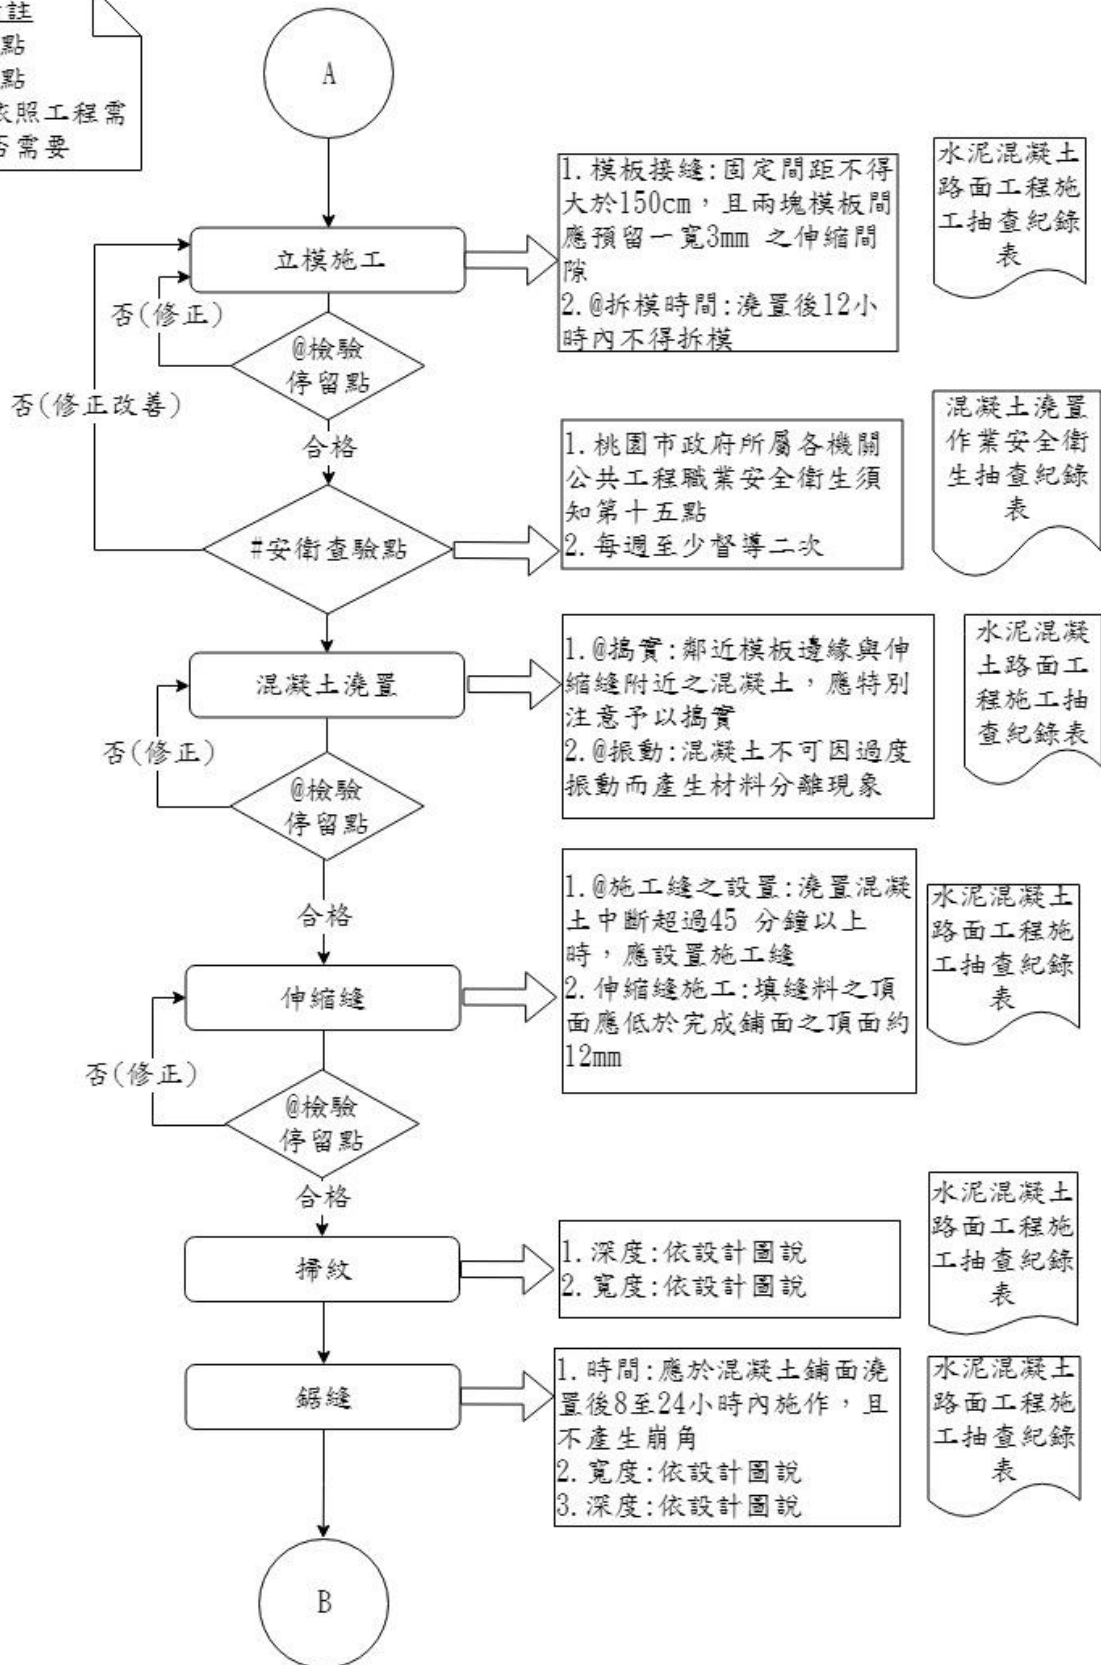 註
點
點
依照工程需
否需要
A
立模施工
1.模板接縫:固定間距不得
大於150cm，且兩塊模板間
應預留一寬3mm 之伸縮間
隙
2.@拆模時間:澆置後12小
時內不得拆模
水泥混凝土
路面工程施
工抽查紀錄
表
否(修正)
@檢驗
停留點
否(修正改善)
合格
#安衛查驗點
1.桃園市政府所屬各機關
公共工程職業安全衛生須
知第十五點
2.每週至少督導二次
混凝土澆置
作業安全衛
生抽查紀錄
表
混凝土澆置
1.@搗實:鄰近模板邊緣與伸
縮縫附近之混凝土，應特別
注意予以搗實
2.@振動:混凝土不可因過度
振動而產生材料分離現象
水泥混凝
土路面工
程施工抽
查紀錄表
否(修正)
@檢驗
停留點
合格
伸縮縫
1.@施工縫之設置:澆置混凝
土中斷超過45 分鐘以上
時，應設置施工縫
2.伸縮縫施工:填縫料之頂
面應低於完成鋪面之頂面約
12mm
水泥混凝土
路面工程施
工抽查紀錄
表
否(修正)
@檢驗
停留點
合格
掃紋
1.深度:依設計圖說
2.寬度:依設計圖說
水泥混凝土
路面工程施
工抽查紀錄
表
鋸縫
1.時間:應於混凝土鋪面澆
置後8至24小時內施作，且
不產生崩角
2.寬度:依設計圖說
3.深度:依設計圖說
水泥混凝土
路面工程施
工抽查紀錄
表
B